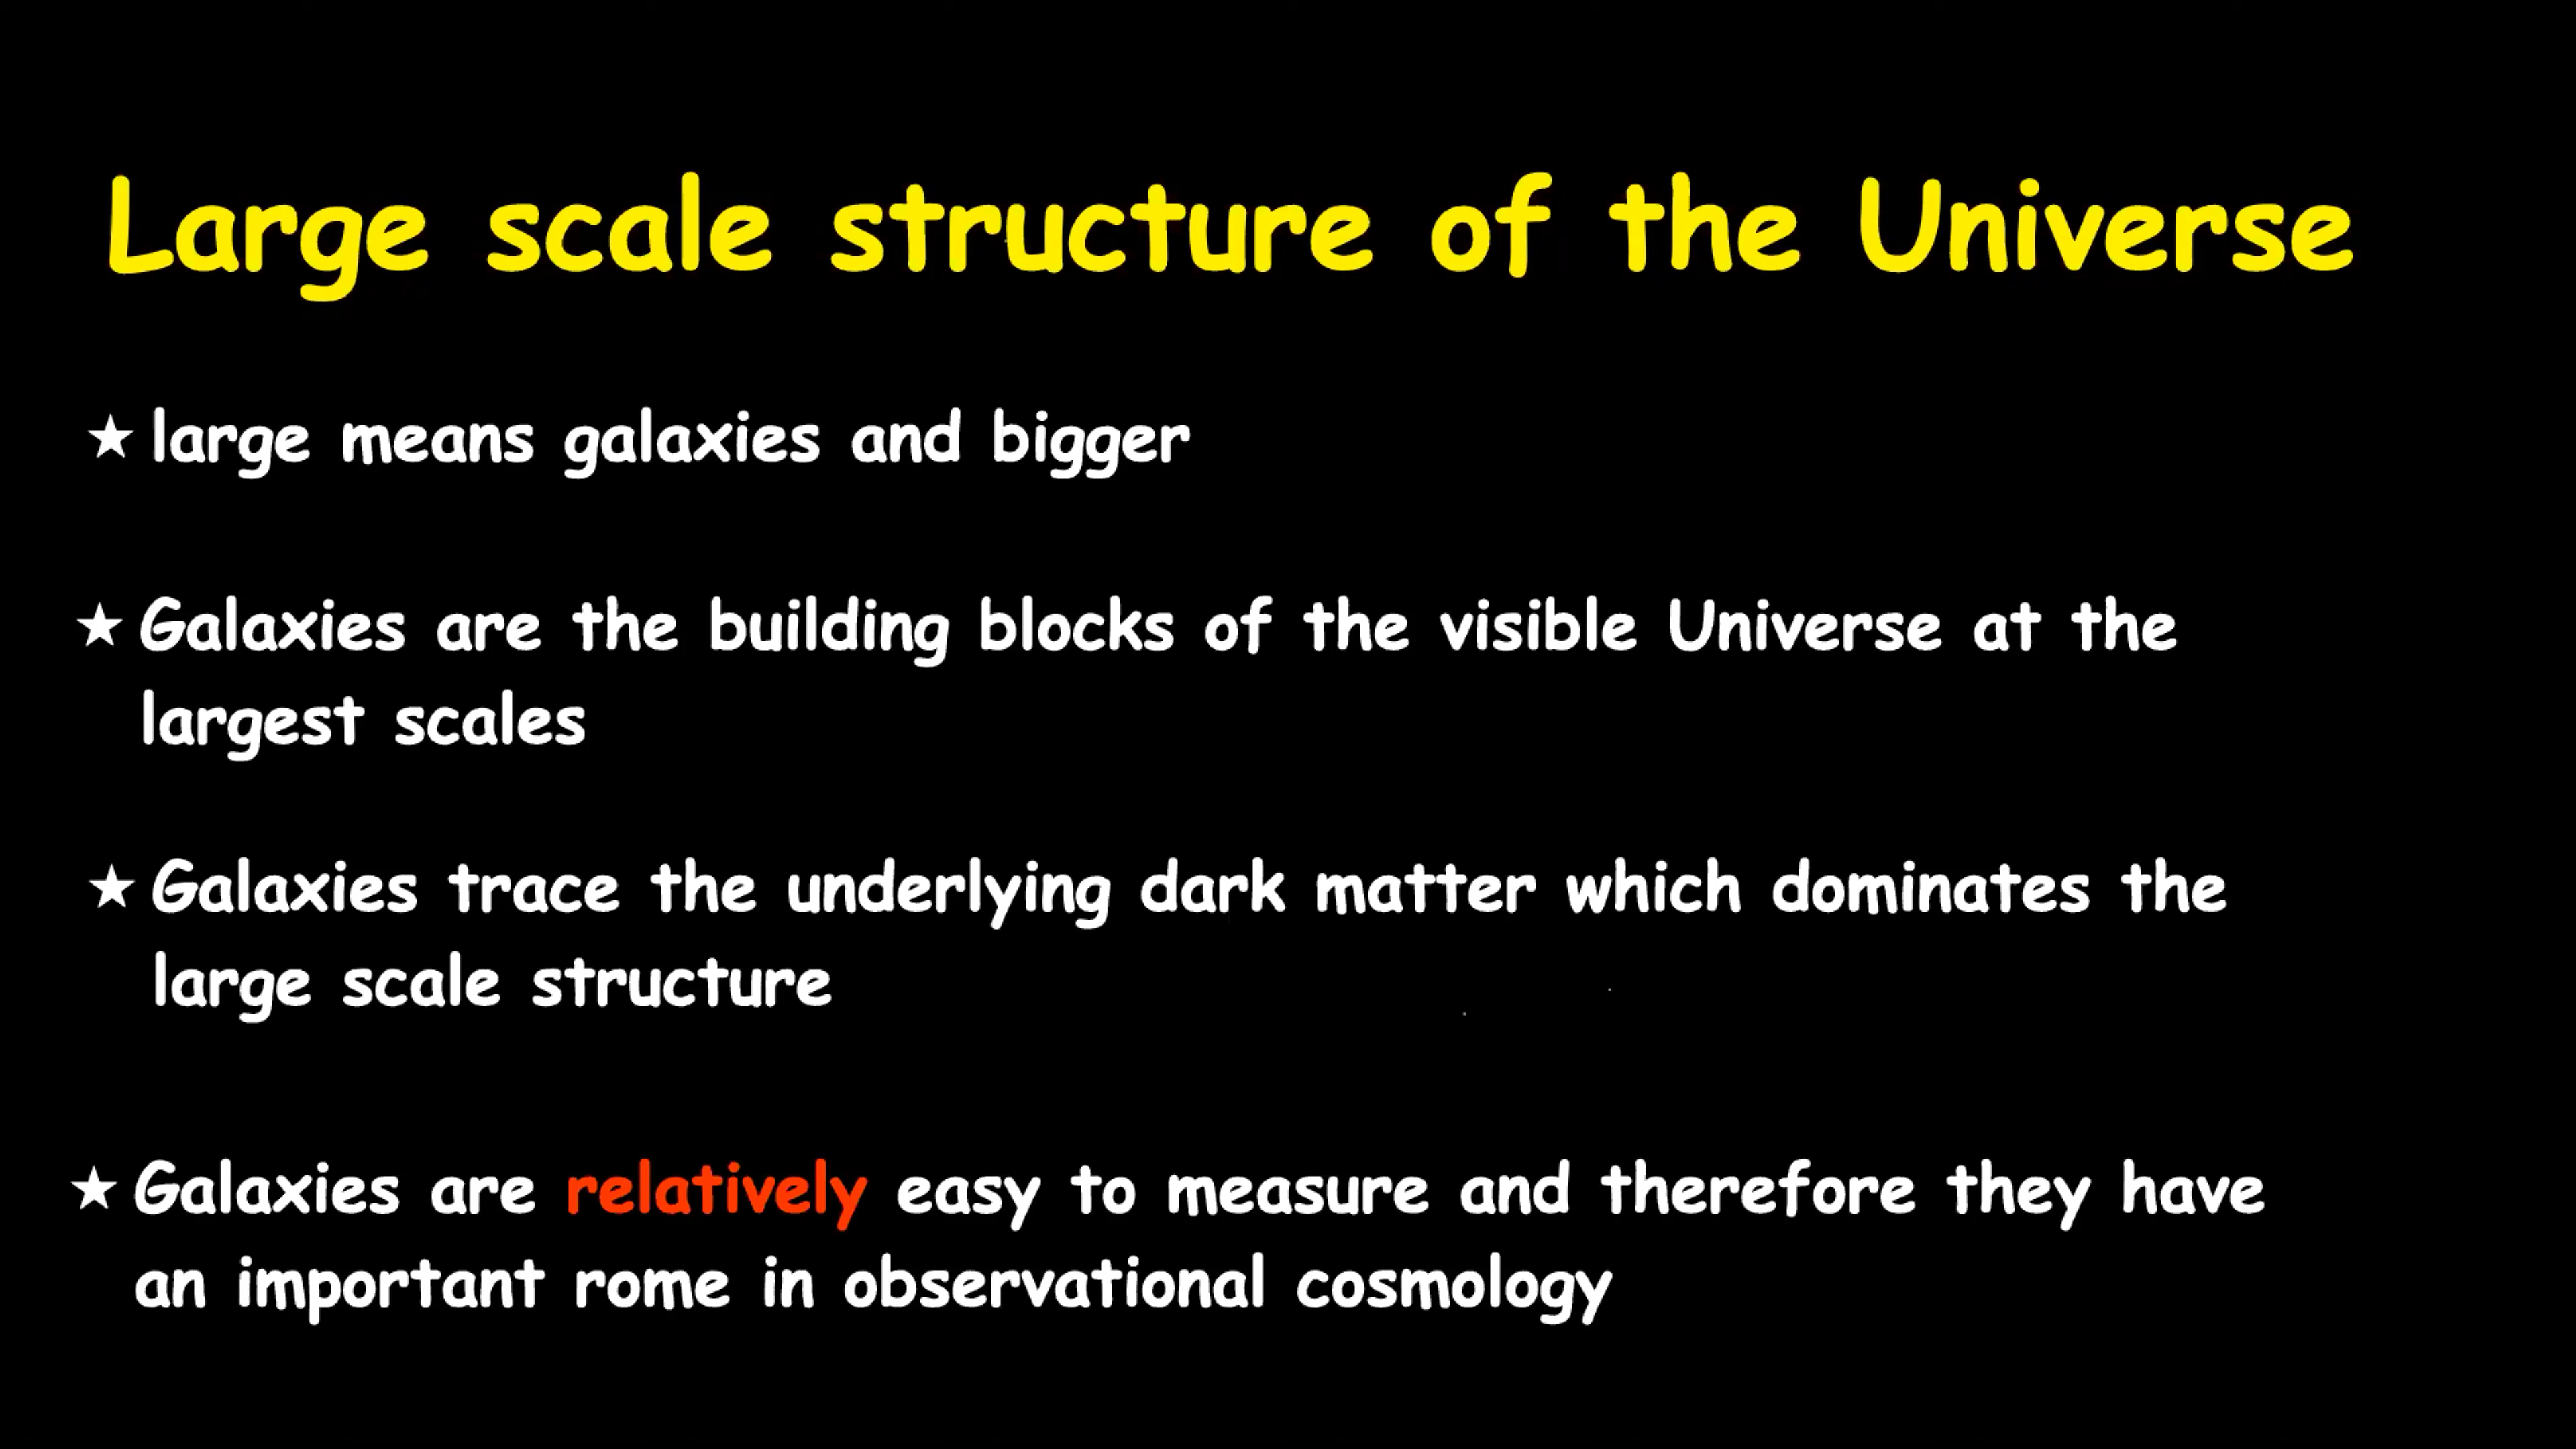 Large scale structure of the Universe
★ large means galaxies and bigger
★ Galaxies are the building blocks of the visible Universe at the
largest scales
★ Galaxies trace the underlying dark matter which dominates the
large scale structure
★ Galaxies are relatively easy to measure and therefore they have
an important rome in observational cosmology